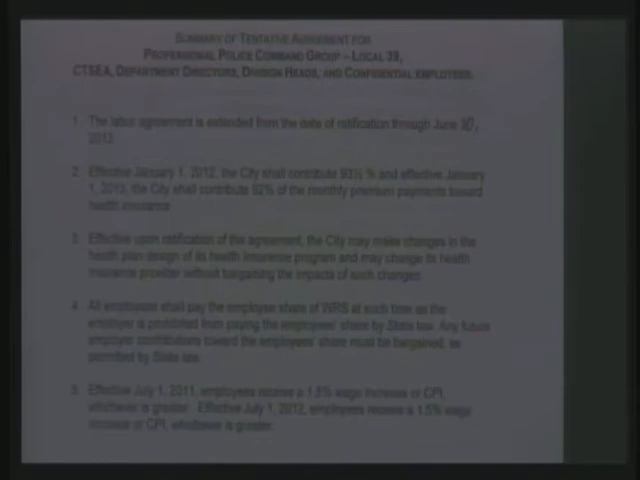 SUMMARY OF TENTATIVE AGREEMENT FOR
PROFESSIONAL POLICE COMMAND GROUP – LOCAL 39,
CTSEA, DEPARTMENT DIRECTORS, DIVISION HEADS, AND CONFIDENTIAL EMPLOYEES
1. The labor agreement is extended from the date of ratification through June 30,
2013.
2. Effective January 1, 2012, the City shall contribute 93½ % and effective January
1, 2013, the City shall contribute 92% of the monthly premium payments toward
health insurance.
3. Effective upon ratification of the agreement, the City may make changes in the
health plan design of its health insurance program and may change its health
insurance provider without bargaining the impacts of such changes.
4. All employees shall pay the employee share of WRS at such time as the
employer is prohibited from paying the employees' share by State law. Any future
employer contributions toward the employees' share must be bargained, as
permitted by State law.
5. Effective July 1, 2011, employees receive a 1.5% wage increase or CPI,
whichever is greater. Effective July 1, 2012, employees receive a 1.5% wage
increase or CPI, whichever is greater.